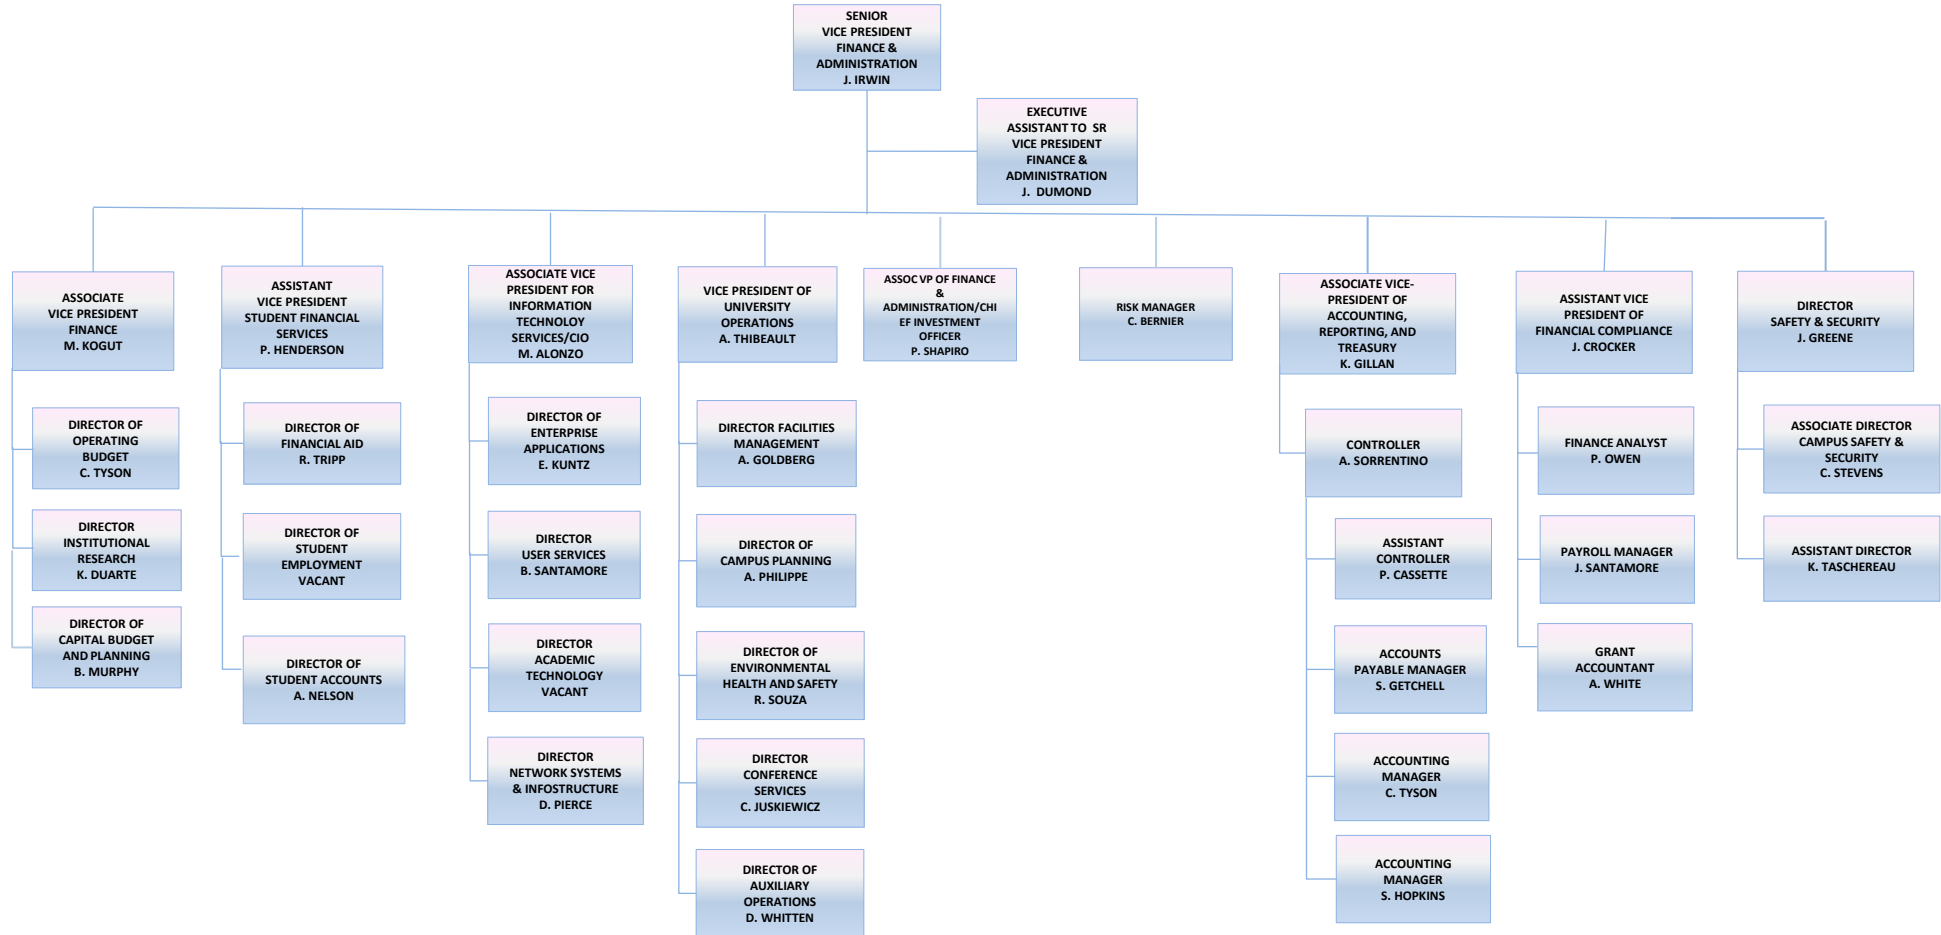 SENIOR
VICE PRESIDENT
FINANCE &
ADMINISTRATION
J. IRWIN
EXECUTIVE
ASSISTANT TO SR
VICE PRESIDENT
FINANCE &
ADMINISTRATION
J. DUMOND
ASSOCIATE
VICE PRESIDENT
FINANCE
M. KOGUT
ASSISTANT
VICE PRESIDENT
STUDENT FINANCIAL
SERVICES
P. HENDERSON
ASSOCIATE VICE
PRESIDENT FOR
INFORMATION
TECHNOLOY
SERVICES/CIO
M. ALONZO
VICE PRESIDENT OF
UNIVERSITY
OPERATIONS
A. THIBEAULT
ASSOC VP OF FINANCE
&
ADMINISTRATION/CHI
EF INVESTMENT
OFFICER
P. SHAPIRO
RISK MANAGER
C. BERNIER
ASSOCIATE VICE-
PRESIDENT OF
ACCOUNTING,
REPORTING, AND
TREASURY
K. GILLAN
ASSISTANT VICE
PRESIDENT OF
FINANCIAL COMPLIANCE
J. CROCKER
DIRECTOR
SAFETY & SECURITY
J. GREENE
DIRECTOR OF
OPERATING
BUDGET
C. TYSON
DIRECTOR
INSTITUTIONAL
RESEARCH
K. DUARTE
DIRECTOR OF
CAPITAL BUDGET
AND PLANNING
B. MURPHY
DIRECTOR OF
FINANCIAL AID
R. TRIPP
DIRECTOR OF
STUDENT
EMPLOYMENT
VACANT
DIRECTOR OF
STUDENT ACCOUNTS
A. NELSON
DIRECTOR OF
ENTERPRISE
APPLICATIONS
E. KUNTZ
DIRECTOR
USER SERVICES
B. SANTAMORE
DIRECTOR
ACADEMIC
TECHNOLOGY
VACANT
DIRECTOR
NETWORK SYSTEMS
& INFOSTRUCTURE
D. PIERCE
DIRECTOR FACILITIES
MANAGEMENT
A. GOLDBERG
DIRECTOR OF
CAMPUS PLANNING
A. PHILIPPE
DIRECTOR OF
ENVIRONMENTAL
HEALTH AND SAFETY
R. SOUZA
DIRECTOR
CONFERENCE
SERVICES
C. JUSKIEWICZ
DIRECTOR OF
AUXILIARY
OPERATIONS
D. WHITTEN
CONTROLLER
A. SORRENTINO
ASSISTANT
CONTROLLER
P. CASSETTE
ACCOUNTS
PAYABLE MANAGER
S. GETCHELL
ACCOUNTING
MANAGER
C. TYSON
ACCOUNTING
MANAGER
S. HOPKINS
FINANCE ANALYST
P. OWEN
PAYROLL MANAGER
J. SANTAMORE
GRANT
ACCOUNTANT
A. WHITE
ASSOCIATE DIRECTOR
CAMPUS SAFETY &
SECURITY
C. STEVENS
ASSISTANT DIRECTOR
K. TASCHEREAU